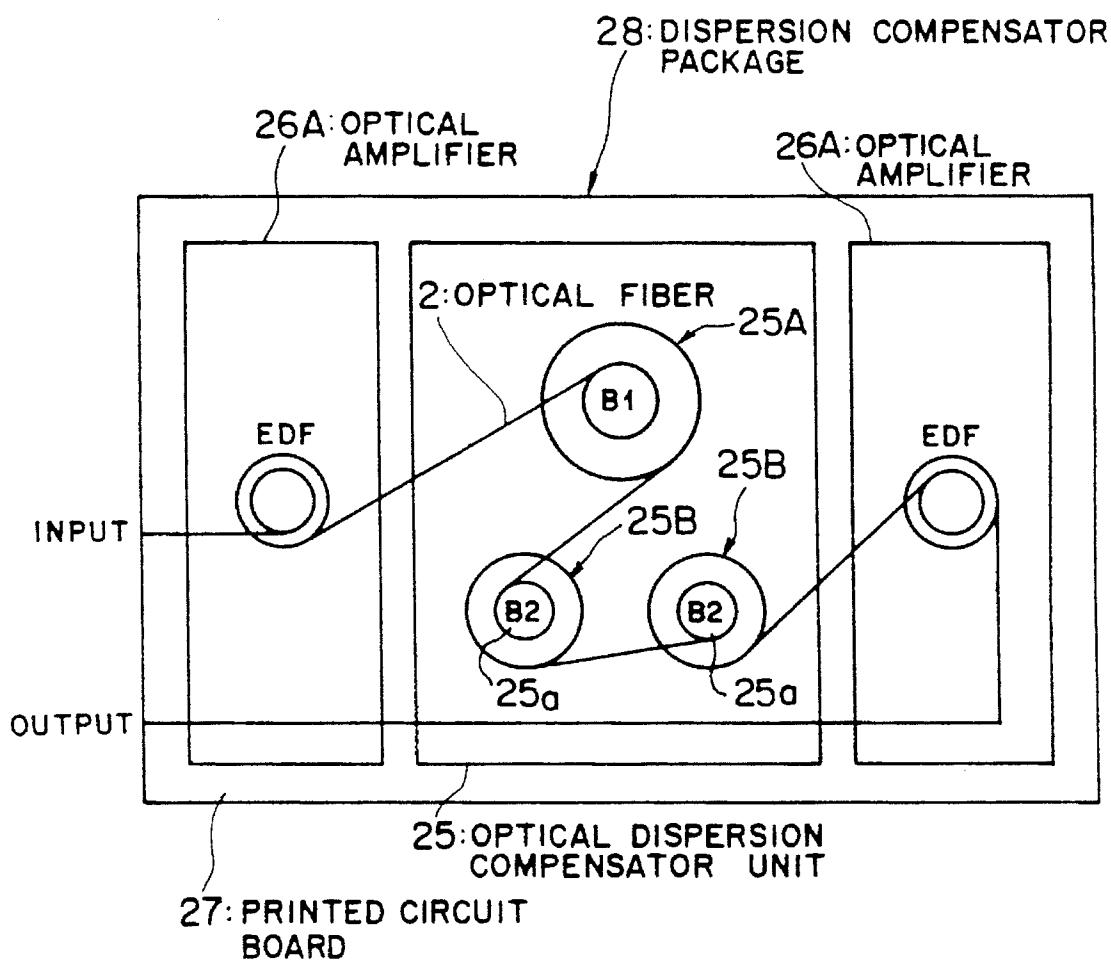 28: DISPERSION COMPENSATOR
PACKAGE
26A: OPTICAL
AMPLIFIER
26A: OPTICAL
AMPLIFIER
2: OPTICAL FIBER
25A
B1
EDF
EDF
25B
25B
INPUT
B2
B2
25a
25a
OUTPUT
25: OPTICAL DISPERSION
COMPENSATOR UNIT
27: PRINTED CIRCUIT
BOARD